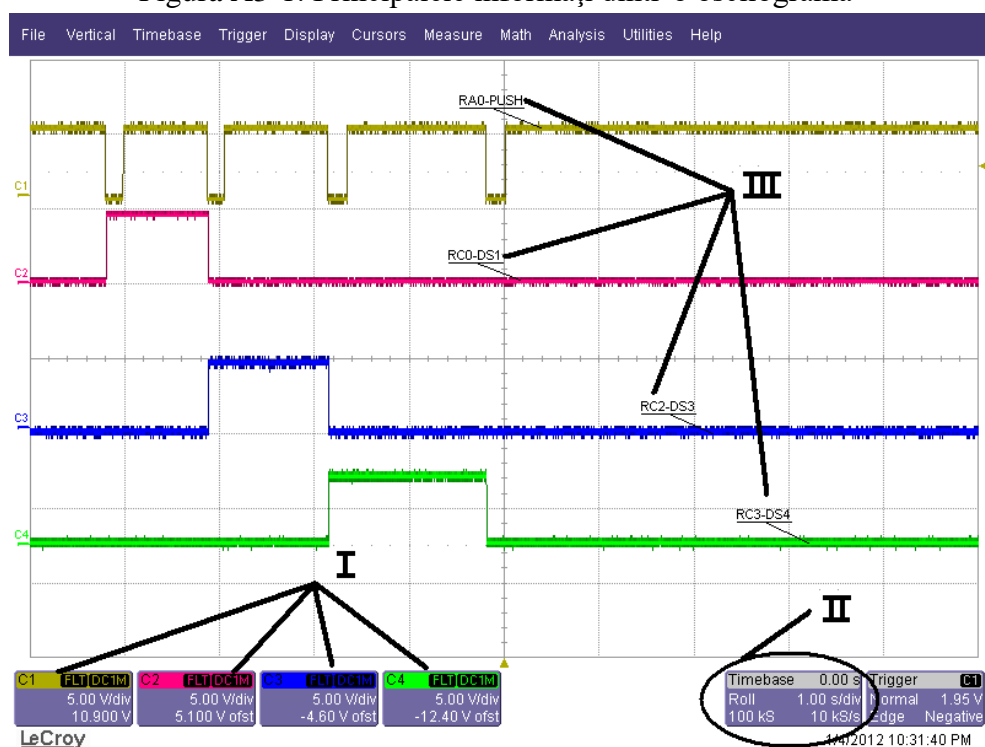 Figura A3-1. Principalele informaţi dintr-o oscilogramă
File Vertical Timebase Trigger Display Cursors Measure Math Analysis Utilities Help
RA0-PUSH
C1
III
RC0-DS1
C2
C3
RC2-DS3
RC3-DS4
C4
I
II
C1 FLT DC1M
5.00 V/div
10.900 V
C2 FLT DC1M
5.00 V/div
5.100 V ofst
C3 FLT DC1M
5.00 V/div
-4.60 V ofst
C4 FLT DC1M
5.00 V/div
-12.40 V ofst
Timebase 0.00 s
Roll 1.00 s/div
100 kS 10 kS/s
Trigger C1
Normal 1.95 V
Edge Negative
LeCroy
1/4/2012 10:31:40 PM